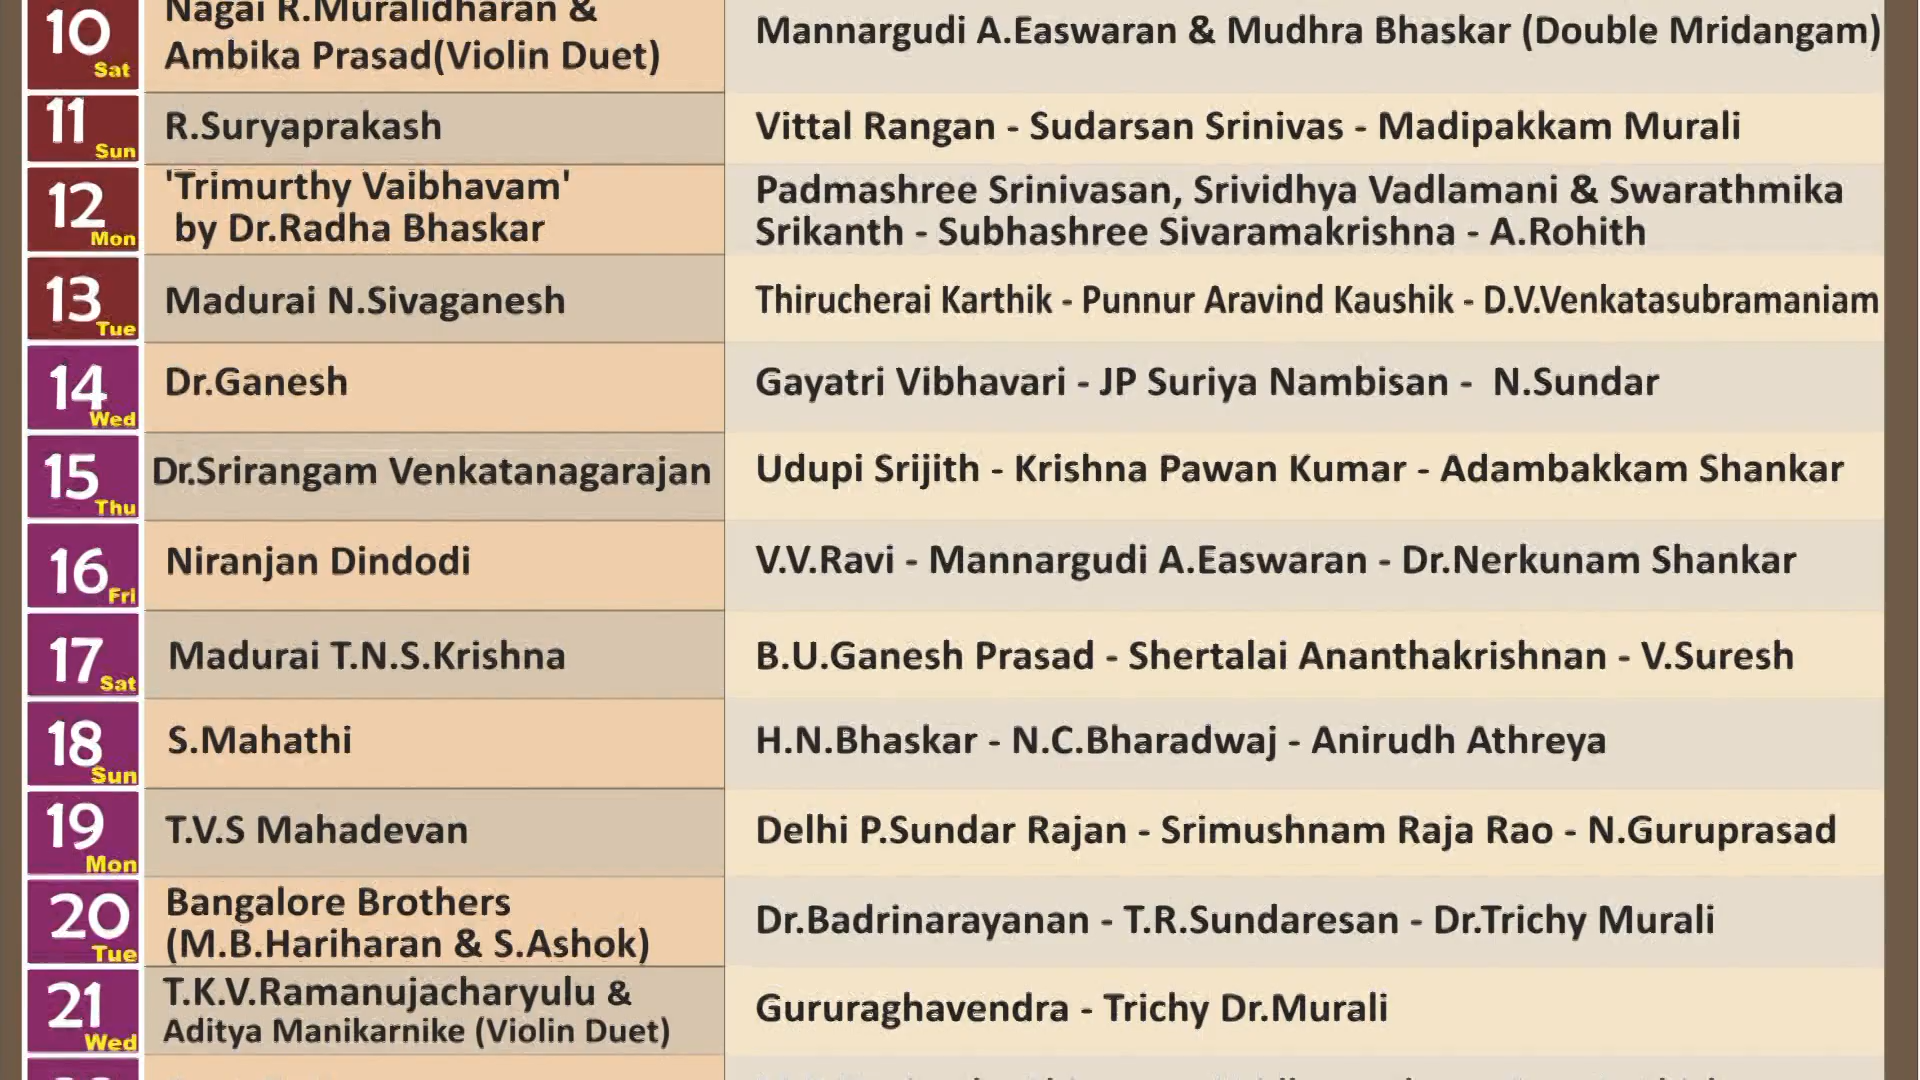 10
Sat
Nagai R.Muralidharan &
Ambika Prasad(Violin Duet)
Mannargudi A.Easwaran & Mudhra Bhaskar (Double Mridangam)
11
Sun
R.Suryaprakash
Vittal Rangan - Sudarsan Srinivas - Madipakkam Murali
12
Mon
'Trimurthy Vaibhavam'
by Dr.Radha Bhaskar
Padmashree Srinivasan, Srividhya Vadlamani & Swarathmika
Srikanth - Subhashree Sivaramakrishna - A.Rohith
13
Tue
Madurai N.Sivaganesh
Thirucherai Karthik - Punnur Aravind Kaushik - D.V.Venkatasubramaniam
14
Wed
Dr.Ganesh
Gayatri Vibhavari - JP Suriya Nambisan - N.Sundar
15
Thu
Dr.Srirangam Venkatanagarajan
Udupi Srijith - Krishna Pawan Kumar - Adambakkam Shankar
16
Fri
Niranjan Dindodi
V.V.Ravi - Mannargudi A.Easwaran - Dr.Nerkunam Shankar
17
Sat
Madurai T.N.S.Krishna
B.U.Ganesh Prasad - Shertalai Ananthakrishnan - V.Suresh
18
Sun
S.Mahathi
H.N.Bhaskar - N.C.Bharadwaj - Anirudh Athreya
19
Mon
T.V.S Mahadevan
Delhi P.Sundar Rajan - Srimushnam Raja Rao - N.Guruprasad
20
Tue
Bangalore Brothers
(M.B.Hariharan & S.Ashok)
Dr.Badrinarayanan - T.R.Sundaresan - Dr.Trichy Murali
21
Wed
T.K.V.Ramanujacharyulu &
Aditya Manikarnike (Violin Duet)
Gururaghavendra - Trichy Dr.Murali